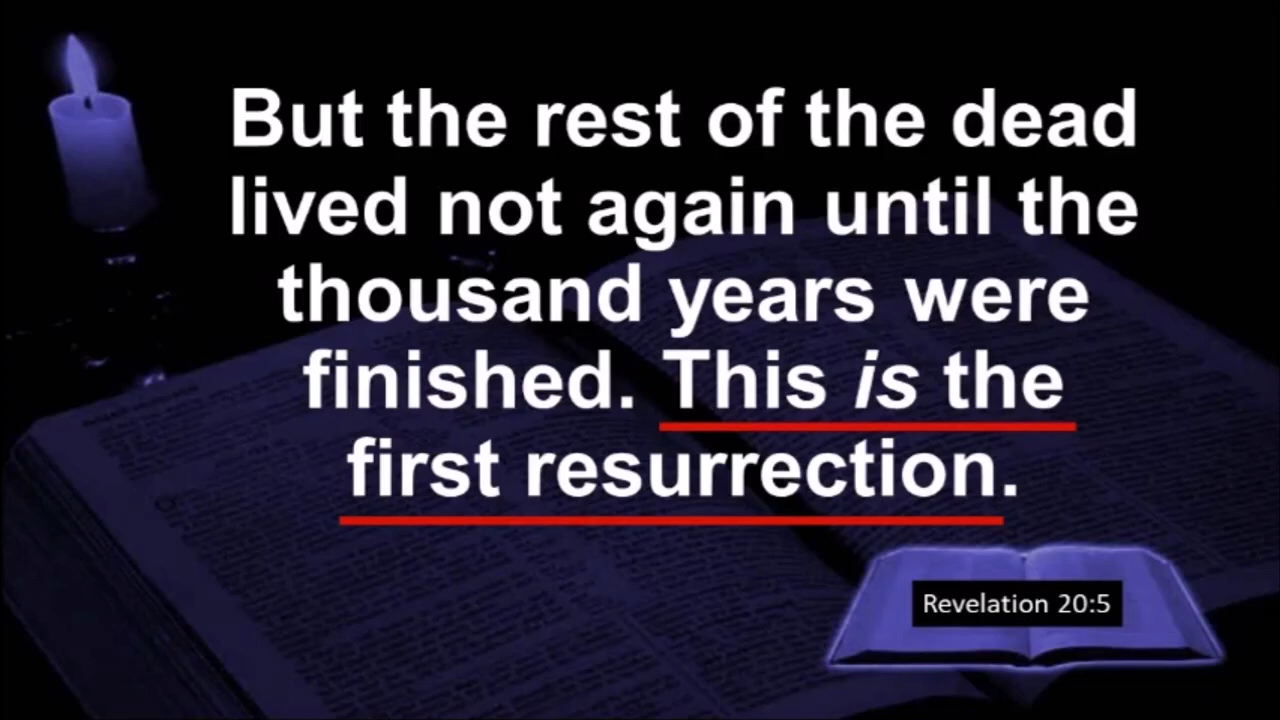 But the rest of the dead
lived not again until the
thousand years were
finished. This is the
first resurrection.
Revelation 20:5